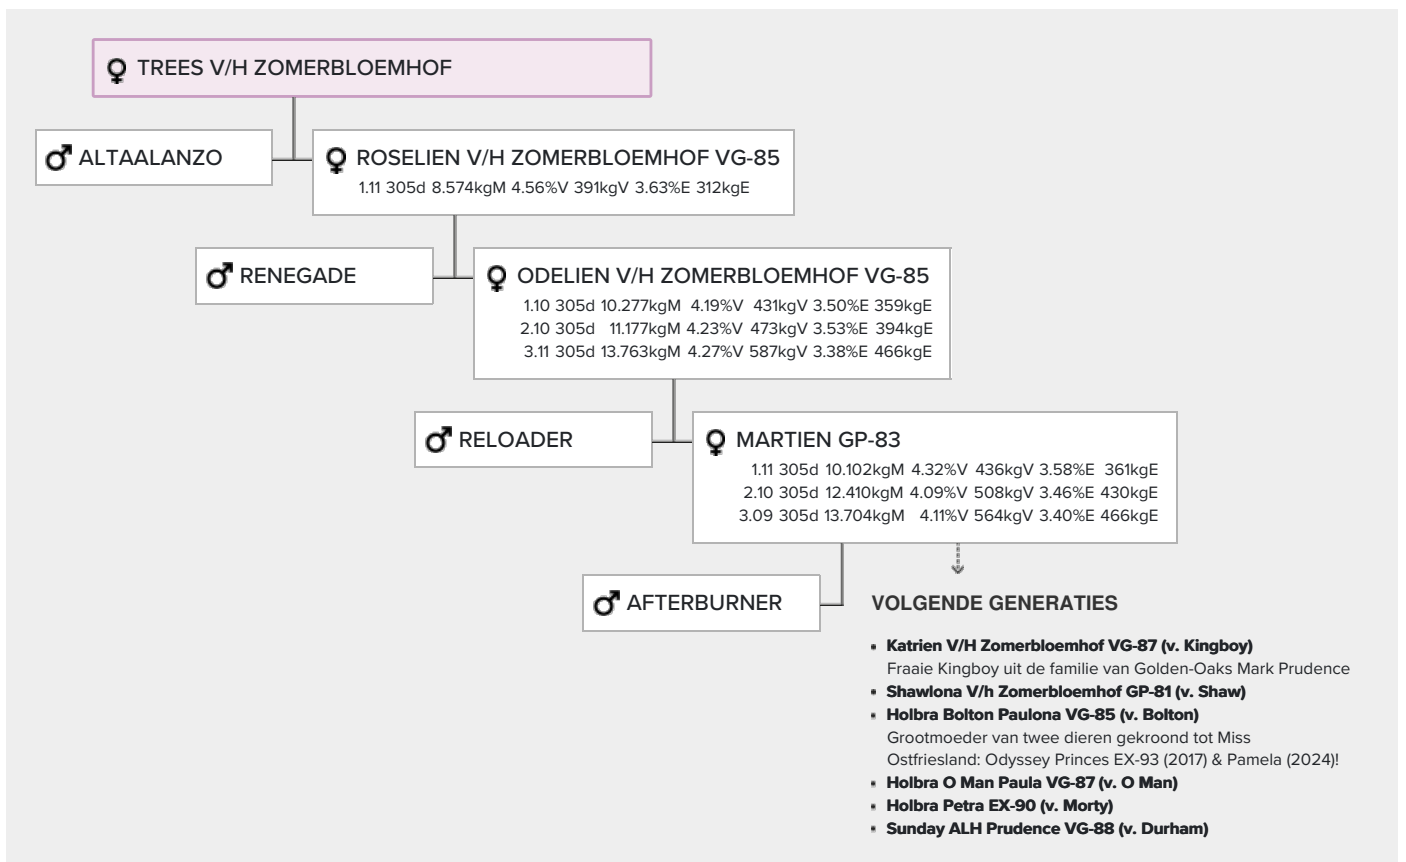 TREES V/H ZOMERBLOEMHOF
ALTAALANZO
ROSELIEN V/H ZOMERBLOEMHOF VG-85
1.11 305d 8.574kgM 4.56%V 391kgV 3.63%E 312kgE
RENEGADE
ODELIEN V/H ZOMERBLOEMHOF VG-85
1.10 305d 10.277kgM 4.19%V 431kgV 3.50%E 359kgE
2.10 305d 11.177kgM 4.23%V 473kgV 3.53%E 394kgE
3.11 305d 13.763kgM 4.27%V 587kgV 3.38%E 466kgE
RELOADER
MARTIEN GP-83
1.11 305d 10.102kgM 4.32%V 436kgV 3.58%E 361kgE
2.10 305d 12.410kgM 4.09%V 508kgV 3.46%E 430kgE
3.09 305d 13.704kgM 4.11%V 564kgV 3.40%E 466kgE
AFTERBURNER
VOLGENDE GENERATIES
Katrien V/H Zomerbloemhof VG-87 (v. Kingboy)
Fraaie Kingboy uit de familie van Golden-Oaks Mark Prudence
Shawlona V/h Zomerbloemhof GP-81 (v. Shaw)
Holbra Bolton Paulona VG-85 (v. Bolton)
Grootmoeder van twee dieren gekroond tot Miss
Ostfriesland: Odyssey Princes EX-93 (2017) & Pamela (2024)!
Holbra O Man Paula VG-87 (v. O Man)
Holbra Petra EX-90 (v. Morty)
Sunday ALH Prudence VG-88 (v. Durham)